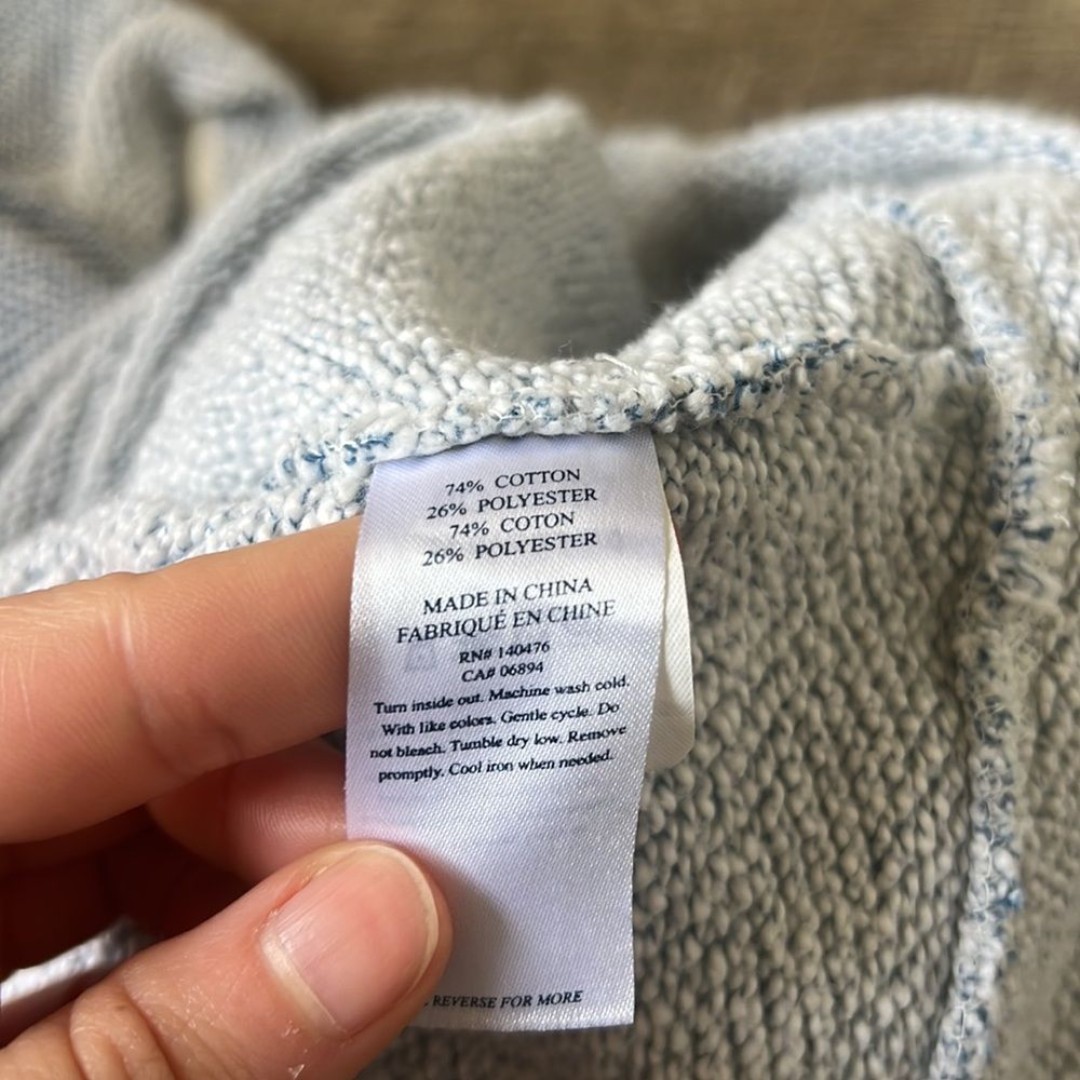 74% COTTON
26% POLYESTER
74% COTON
26% POLYESTER
MADE IN CHINA
FABRIQUÉ EN CHINE
RN# 140476
CA# 06894
Turn inside out. Machine wash cold.
With like colors. Gentle cycle. Do
not bleach. Tumble dry low. Remove
promptly. Cool iron when needed.
REVERSE FOR MORE